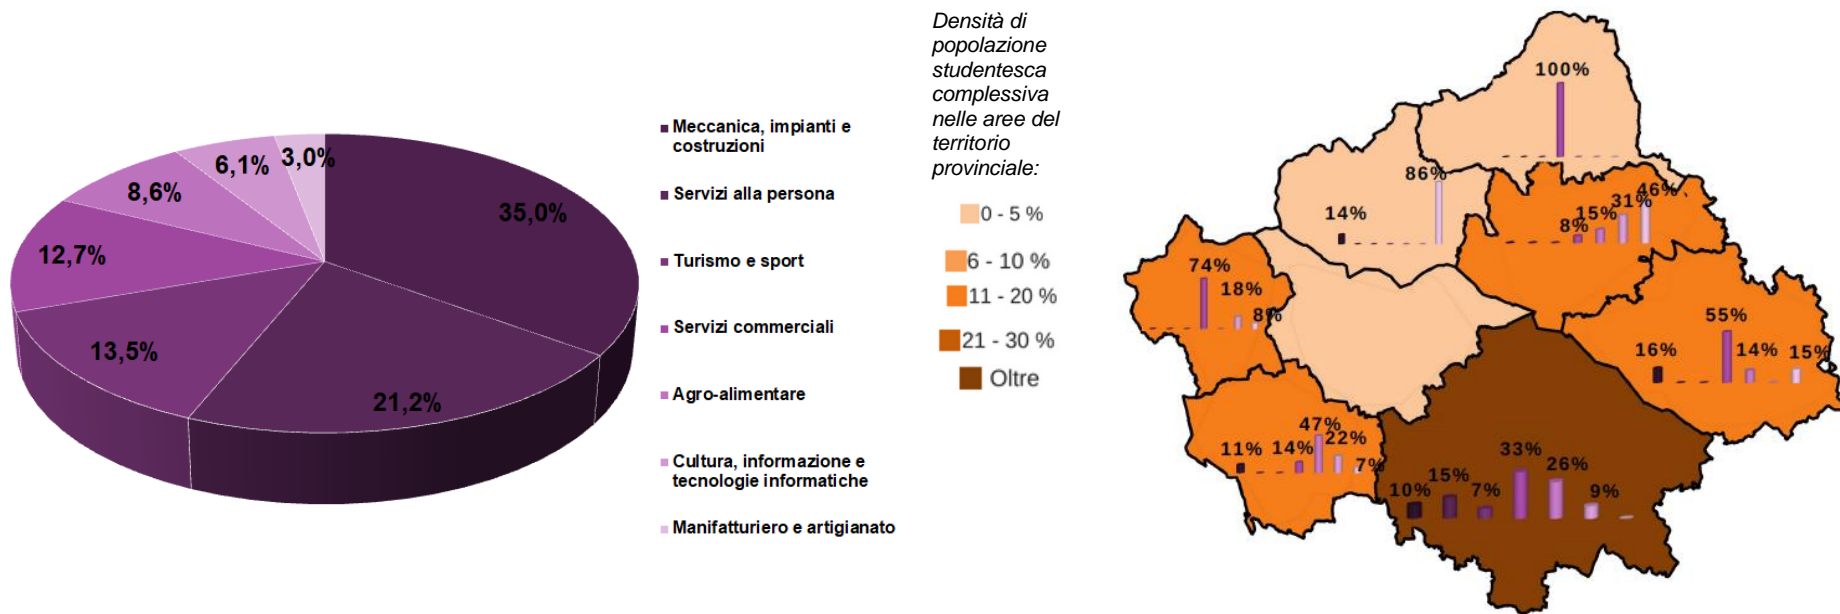 35,0%
21,2%
13,5%
12,7%
8,6%
6,1%
3,0%
Meccanica, impianti e
costruzioni
Servizi alla persona
Turismo e sport
Servizi commerciali
Agro-alimentare
Cultura, informazione e
tecnologie informatiche
Manifatturiero e artigianato
Densità di
popolazione
studentesca
complessiva
nelle aree del
territorio
provinciale:
0 - 5 %
6 - 10 %
11 - 20 %
21 - 30 %
Oltre
100%
14% 86%
8% 15% 31% 46%
74% 18% 8%
16% 55% 14% 15%
11% 14% 47% 22% 7%
10% 15% 7% 33% 26% 9%